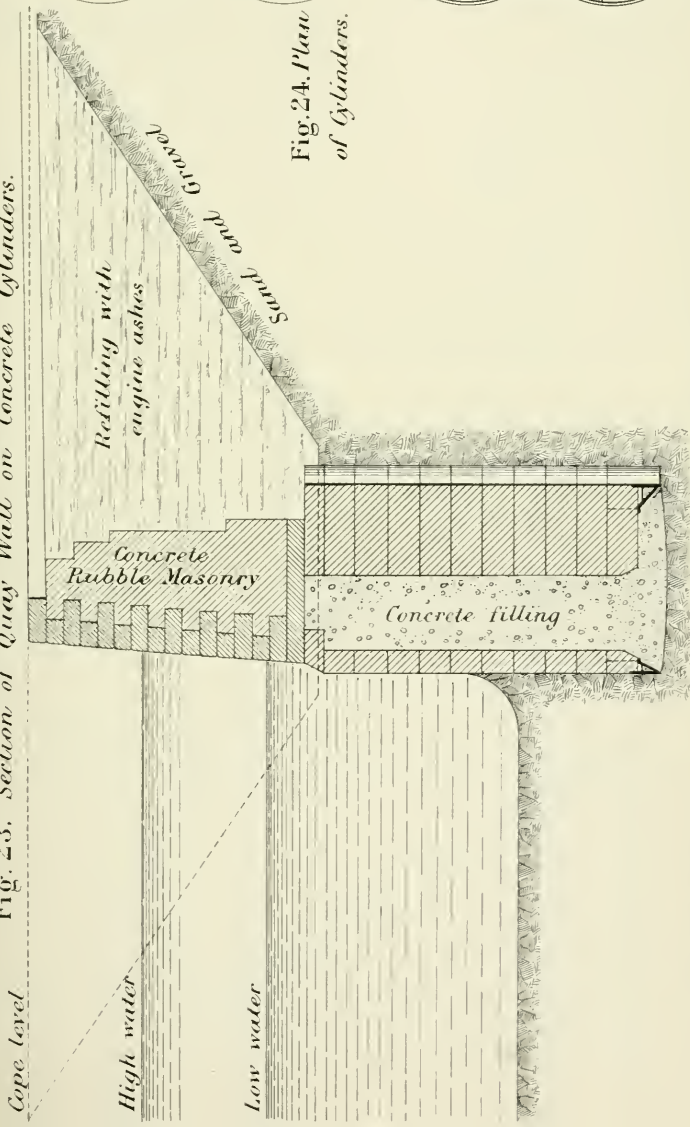 Fig. 23. Section of Quay Wall on Concrete Cylinders.
Cope level
High water
Low water
Refilling with
engine ashes
Sand and Gravel
Concrete
Rubble Masonry
Concrete filling
Fig. 24. Plan
of Cylinders.